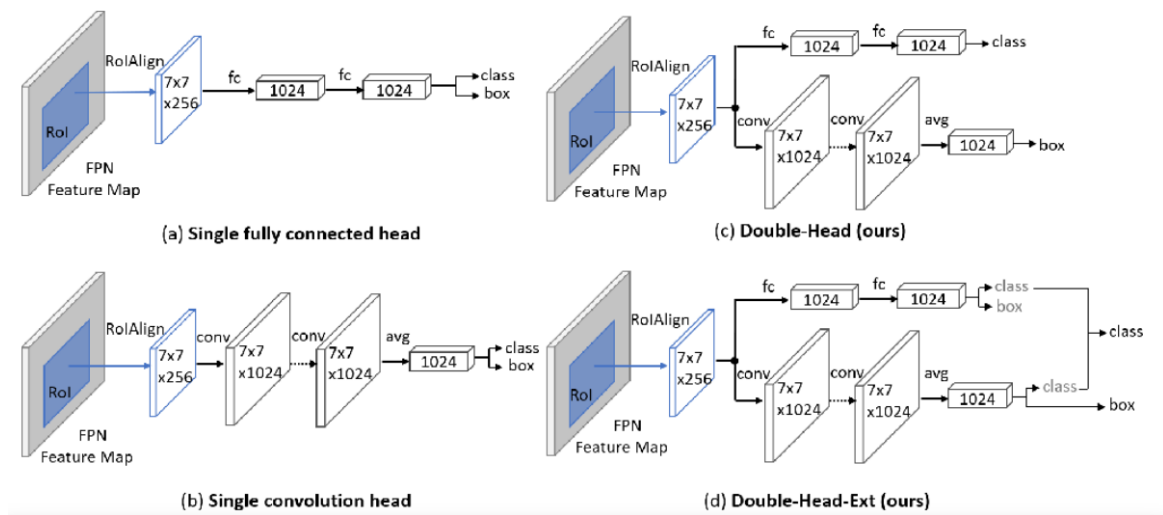 RoIAlign
7x7
x256
fc
1024
fc
1024
class
box
RoI
FPN
Feature Map
(a) Single fully connected head
RoIAlign
7x7
x256
fc
1024
fc
1024
class
conv
7x7
x1024
conv
7x7
x1024
avg
1024
box
RoI
FPN
Feature Map
(c) Double-Head (ours)
RoIAlign
7x7
x256
conv
7x7
x1024
conv
7x7
x1024
avg
1024
class
box
RoI
FPN
Feature Map
(b) Single convolution head
RoIAlign
7x7
x256
fc
1024
fc
1024
class
box
class
conv
7x7
x1024
conv
7x7
x1024
avg
1024
class
box
RoI
FPN
Feature Map
(d) Double-Head-Ext (ours)